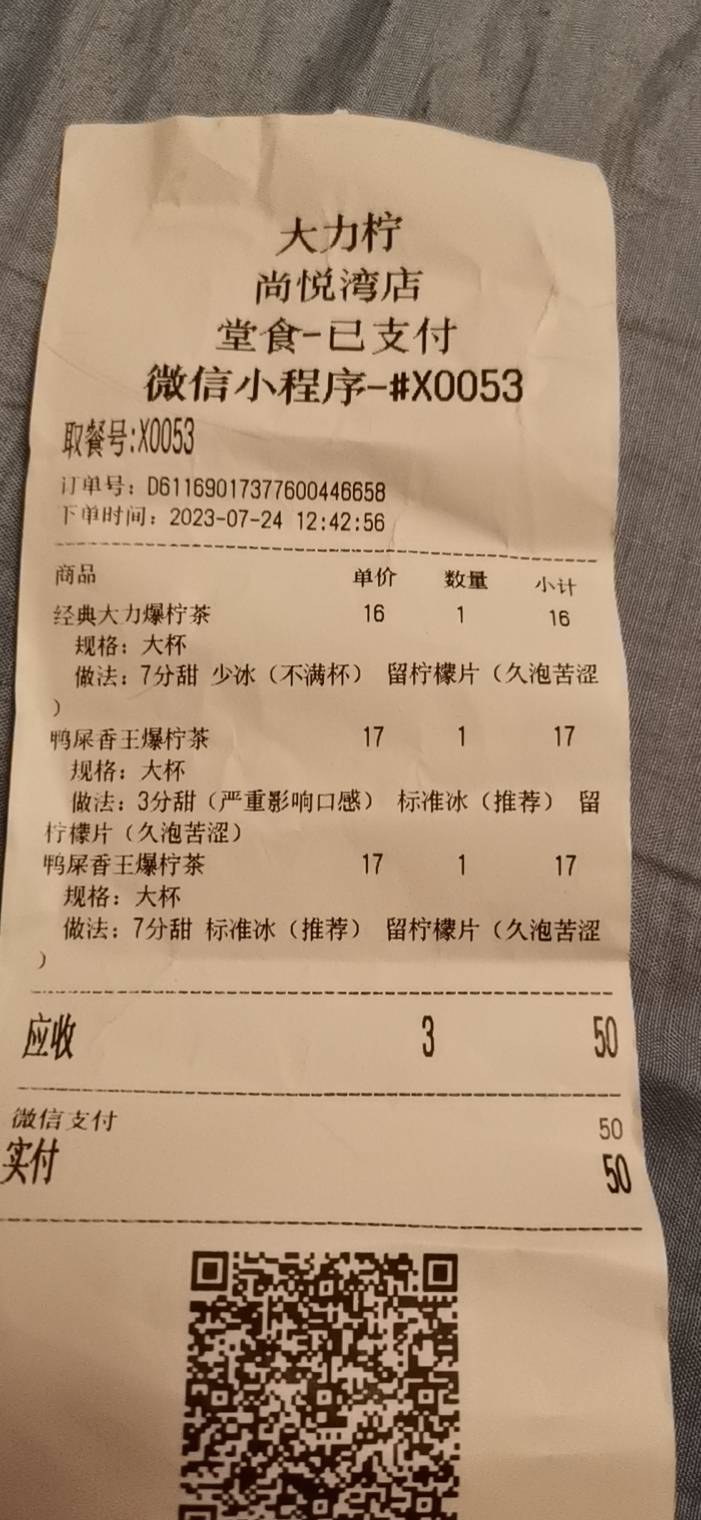 大力柠
尚悦湾店
堂食-已支付
微信小程序-#X0053
取餐号:X0053
订单号: D611690173776004 46658
下单时间: 2023-07-24 12:42:56
商品 单价 数量 小计
经典大力爆柠茶 16 1 16
规格: 大杯
做法: 7分甜 少冰（不满杯） 留柠檬片（久泡苦涩
）
鸭屎香王爆柠茶 17 1 17
规格: 大杯
做法: 3分甜（严重影响口感） 标准冰（推荐） 留
柠檬片（久泡苦涩）
鸭屎香王爆柠茶 17 1 17
规格: 大杯
做法: 7分甜 标准冰（推荐） 留柠檬片（久泡苦涩
）
应收 3 50
微信支付 50
实付 50